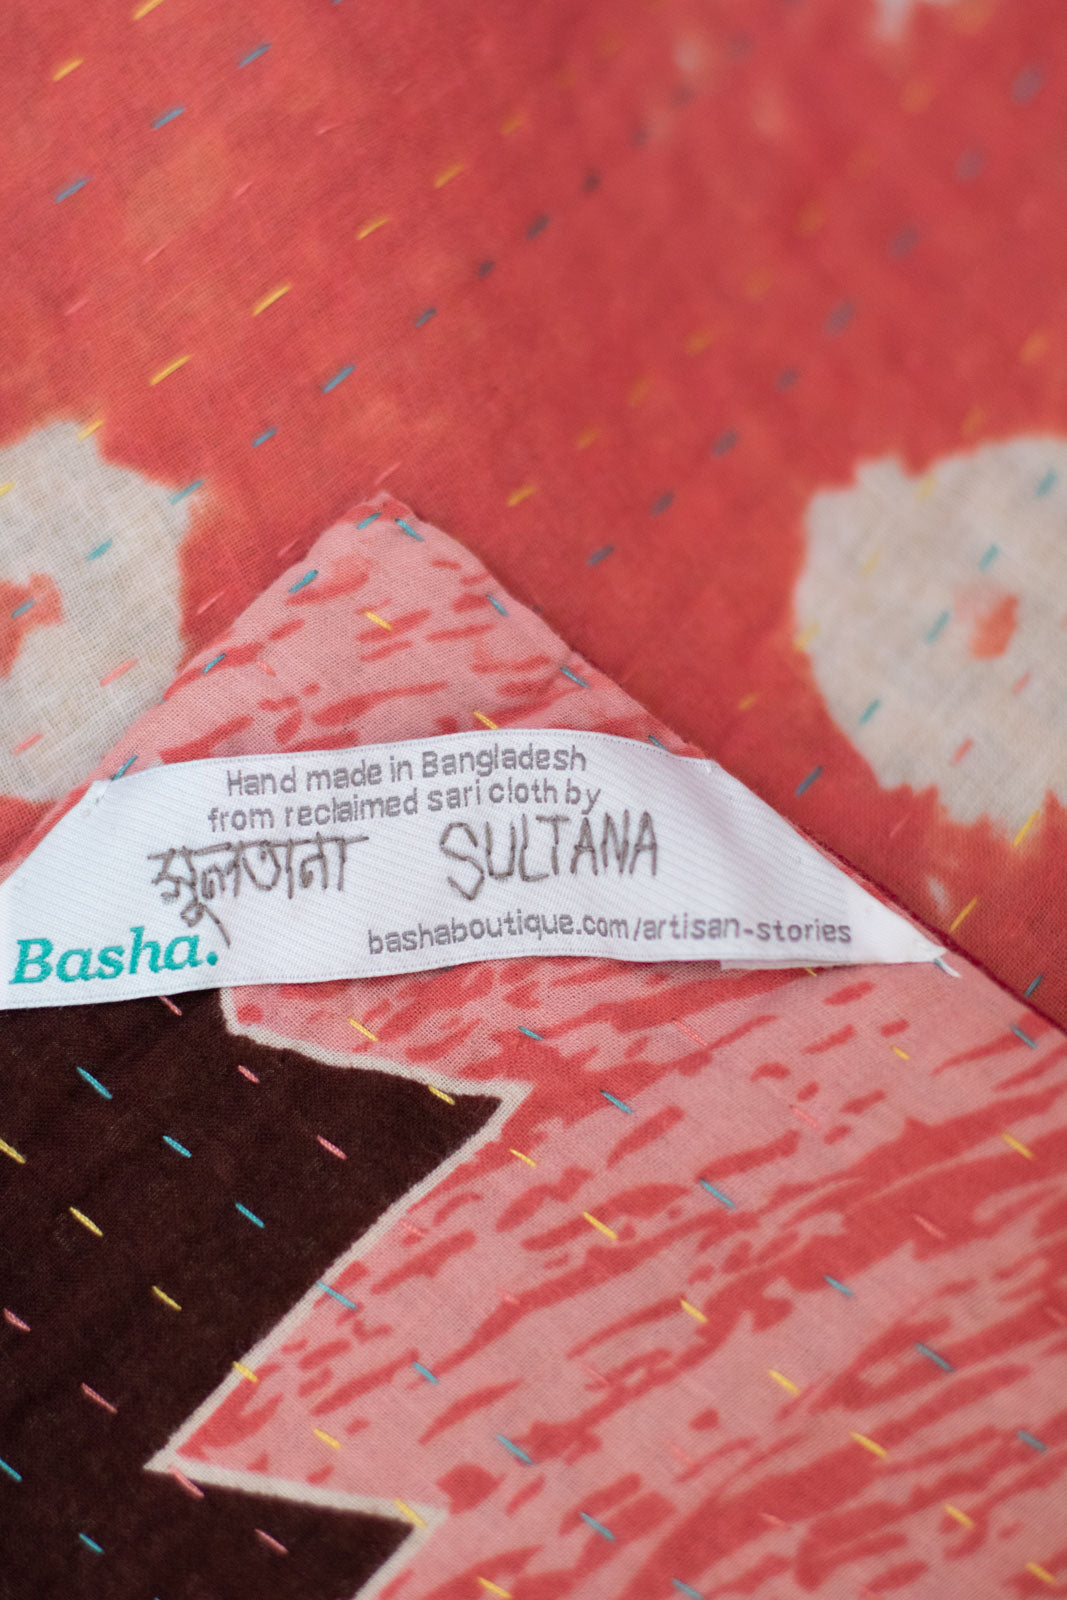 Hand made in Bangladesh
from reclaimed sari cloth by
সুলতানা SULTANA
Basha.
bashaboutique.com/artisan-stories